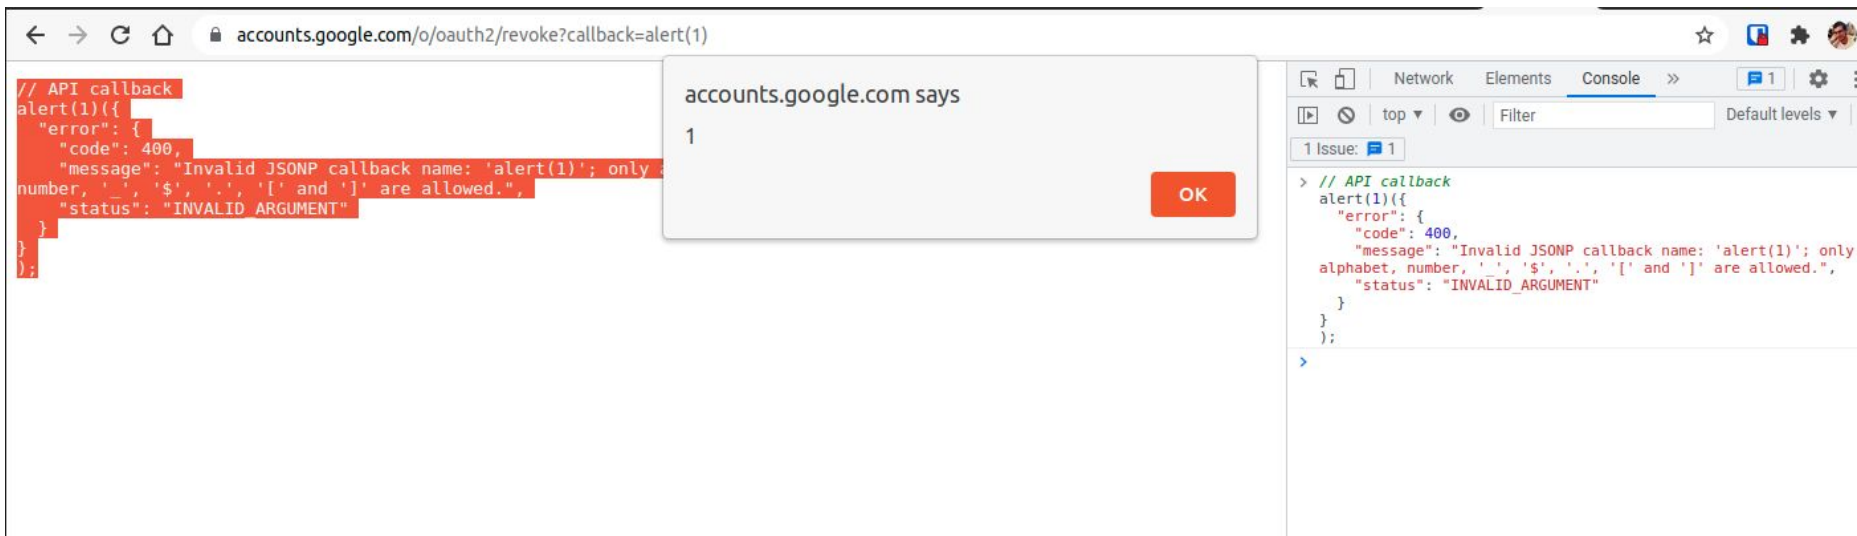 accounts.google.com/o/oauth2/revoke?callback=alert(1)
// API callback
alert(1)({
"error": {
"code": 400,
"message": "Invalid JSONP callback name: 'alert(1)'; only
number, '_', '$', '.', '[' and ']' are allowed.",
"status": "INVALID_ARGUMENT"
}
}
);
accounts.google.com says
1
OK
Network Elements Console »
1
top ▼ Filter Default levels ▼
1 Issue: 1
> // API callback
alert(1)({
"error": {
"code": 400,
"message": "Invalid JSONP callback name: 'alert(1)'; only
alphabet, number, '_', '$', '.', '[' and ']' are allowed.",
"status": "INVALID_ARGUMENT"
}
}
);
>